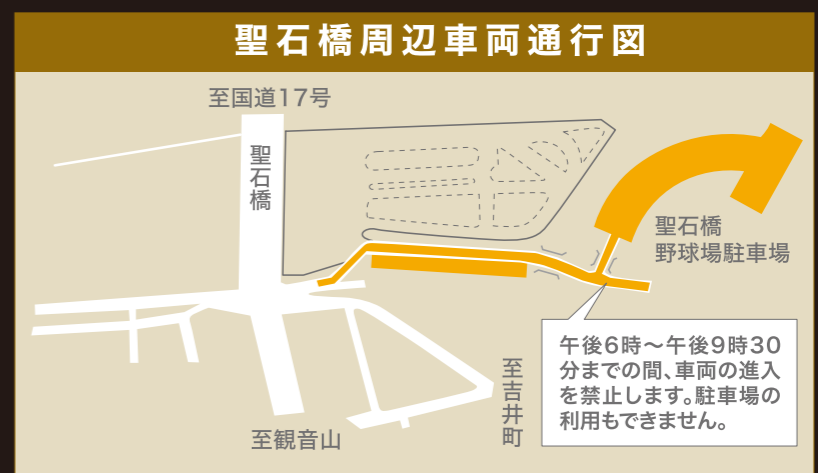 聖石橋周辺車両通行図
至国道17号
聖石橋
聖石橋
野球場駐車場
午後6時～午後9時30
分までの間、車両の進入
を禁止します。駐車場の
利用もできません。
至吉井町
至観音山